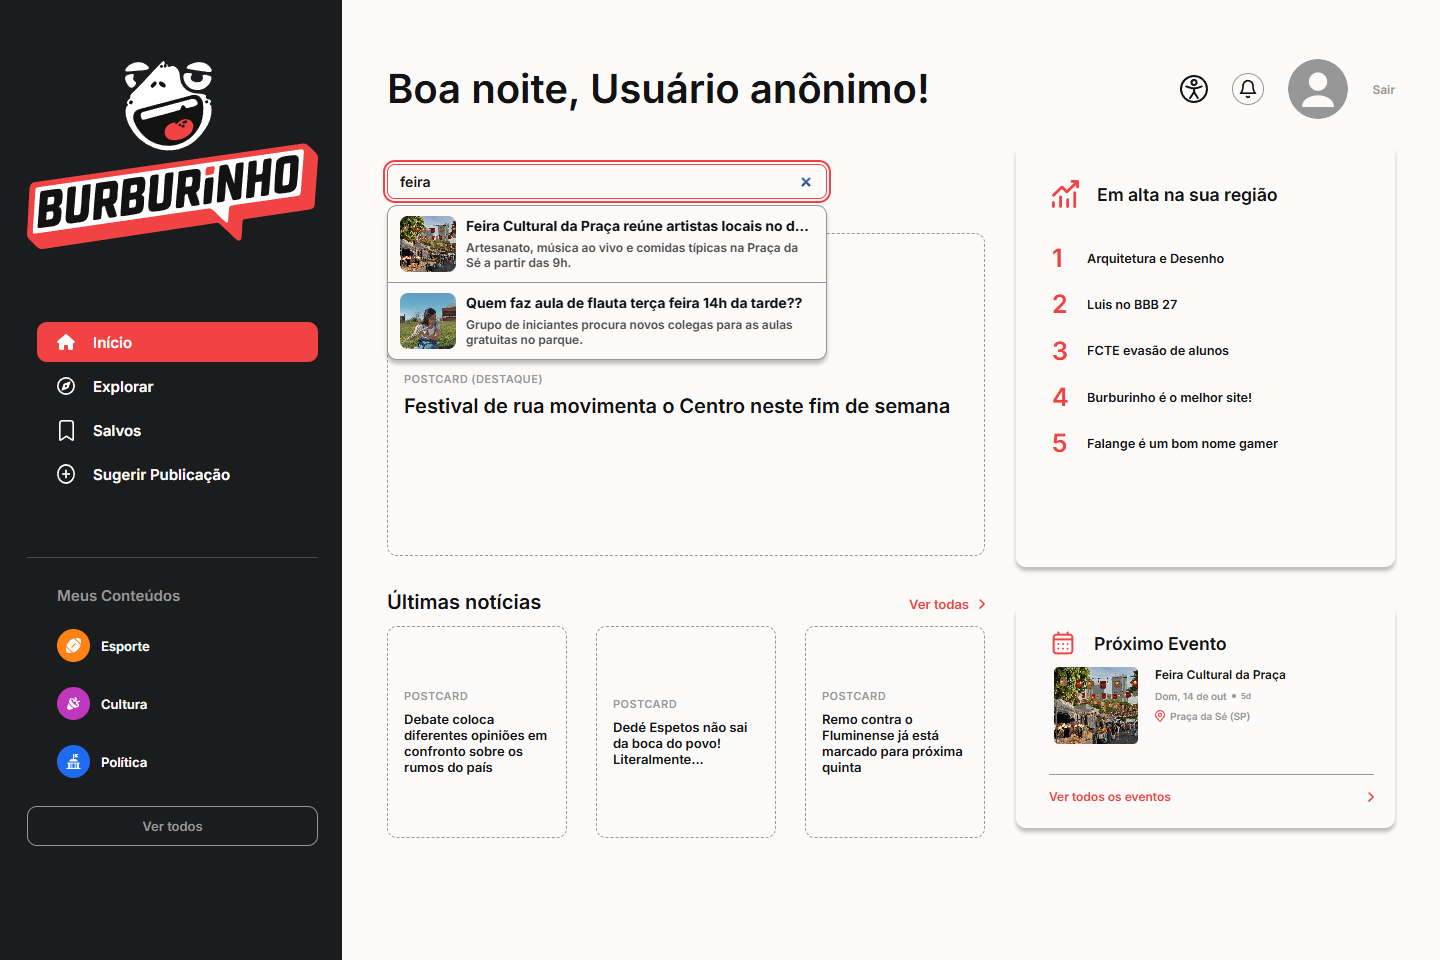 BURBURiNHO
Início
Explorar
Salvos
Sugerir Publicação
Meus Conteúdos
Esporte
Cultura
Política
Ver todos
Boa noite, Usuário anônimo!
Sair
feira
Feira Cultural da Praça reúne artistas locais no d...
Artesanato, música ao vivo e comidas típicas na Praça da
Sé a partir das 9h.
Quem faz aula de flauta terça feira 14h da tarde??
Grupo de iniciantes procura novos colegas para as aulas
gratuitas no parque.
POSTCARD (DESTAQUE)
Festival de rua movimenta o Centro neste fim de semana
Últimas notícias
Ver todas
POSTCARD
Debate coloca
diferentes opiniões em
confronto sobre os
rumos do país
POSTCARD
Dedé Espetos não sai
da boca do povo!
Literalmente...
POSTCARD
Remo contra o
Fluminense já está
marcado para próxima
quinta
Em alta na sua região
1 Arquitetura e Desenho
2 Luis no BBB 27
3 FCTE evasão de alunos
4 Burburinho é o melhor site!
5 Falange é um bom nome gamer
Próximo Evento
Feira Cultural da Praça
Dom, 14 de out • 5d
Praça da Sé (SP)
Ver todos os eventos